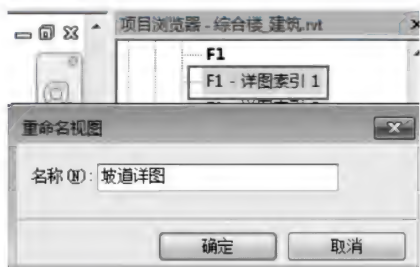 项目浏览器 - 综合楼_建筑.rvt
F1
F1 - 详图索引 1
重命名视图
名称(N): 坡道详图
确定
取消